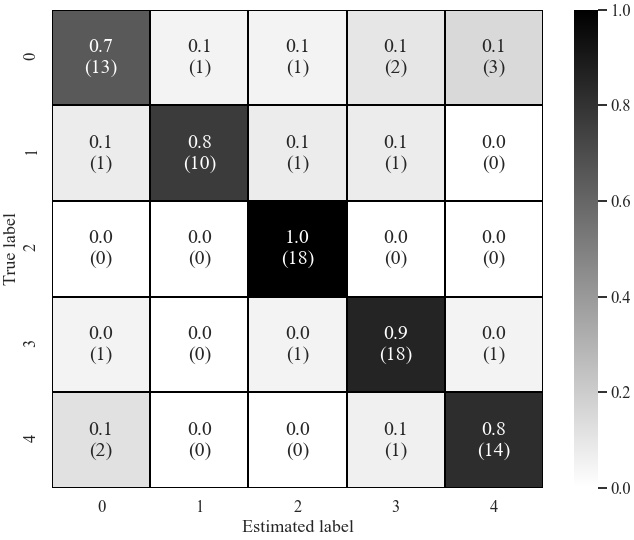 0.7 0.1 0.1 0.1 0.1
(13) (1) (1) (2) (3)
0
0.1 0.8 0.1 0.1 0.0
(1) (10) (1) (1) (0)
1
0.0 0.0 1.0 0.0 0.0
(0) (0) (18) (0) (0)
2
0.0 0.0 0.0 0.9 0.0
(1) (0) (1) (18) (1)
3
0.1 0.0 0.0 0.1 0.8
(2) (0) (0) (1) (14)
4
True label
0 1 2 3 4
Estimated label
1.0
0.8
0.6
0.4
0.2
0.0